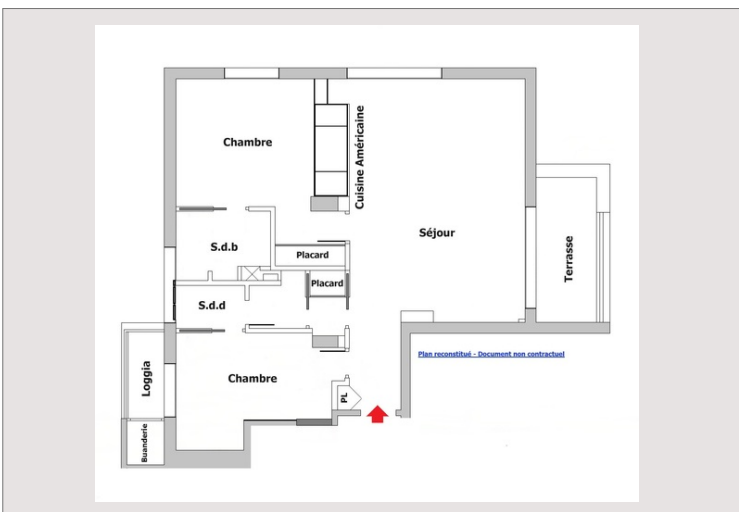 Chambre
Cuisine Américaine
Séjour
Terrasse
S.d.b
Placard
Placard
S.d.d
Plan reconstitué - Document non contractuel
Loggia
Chambre
PL
Buanderie